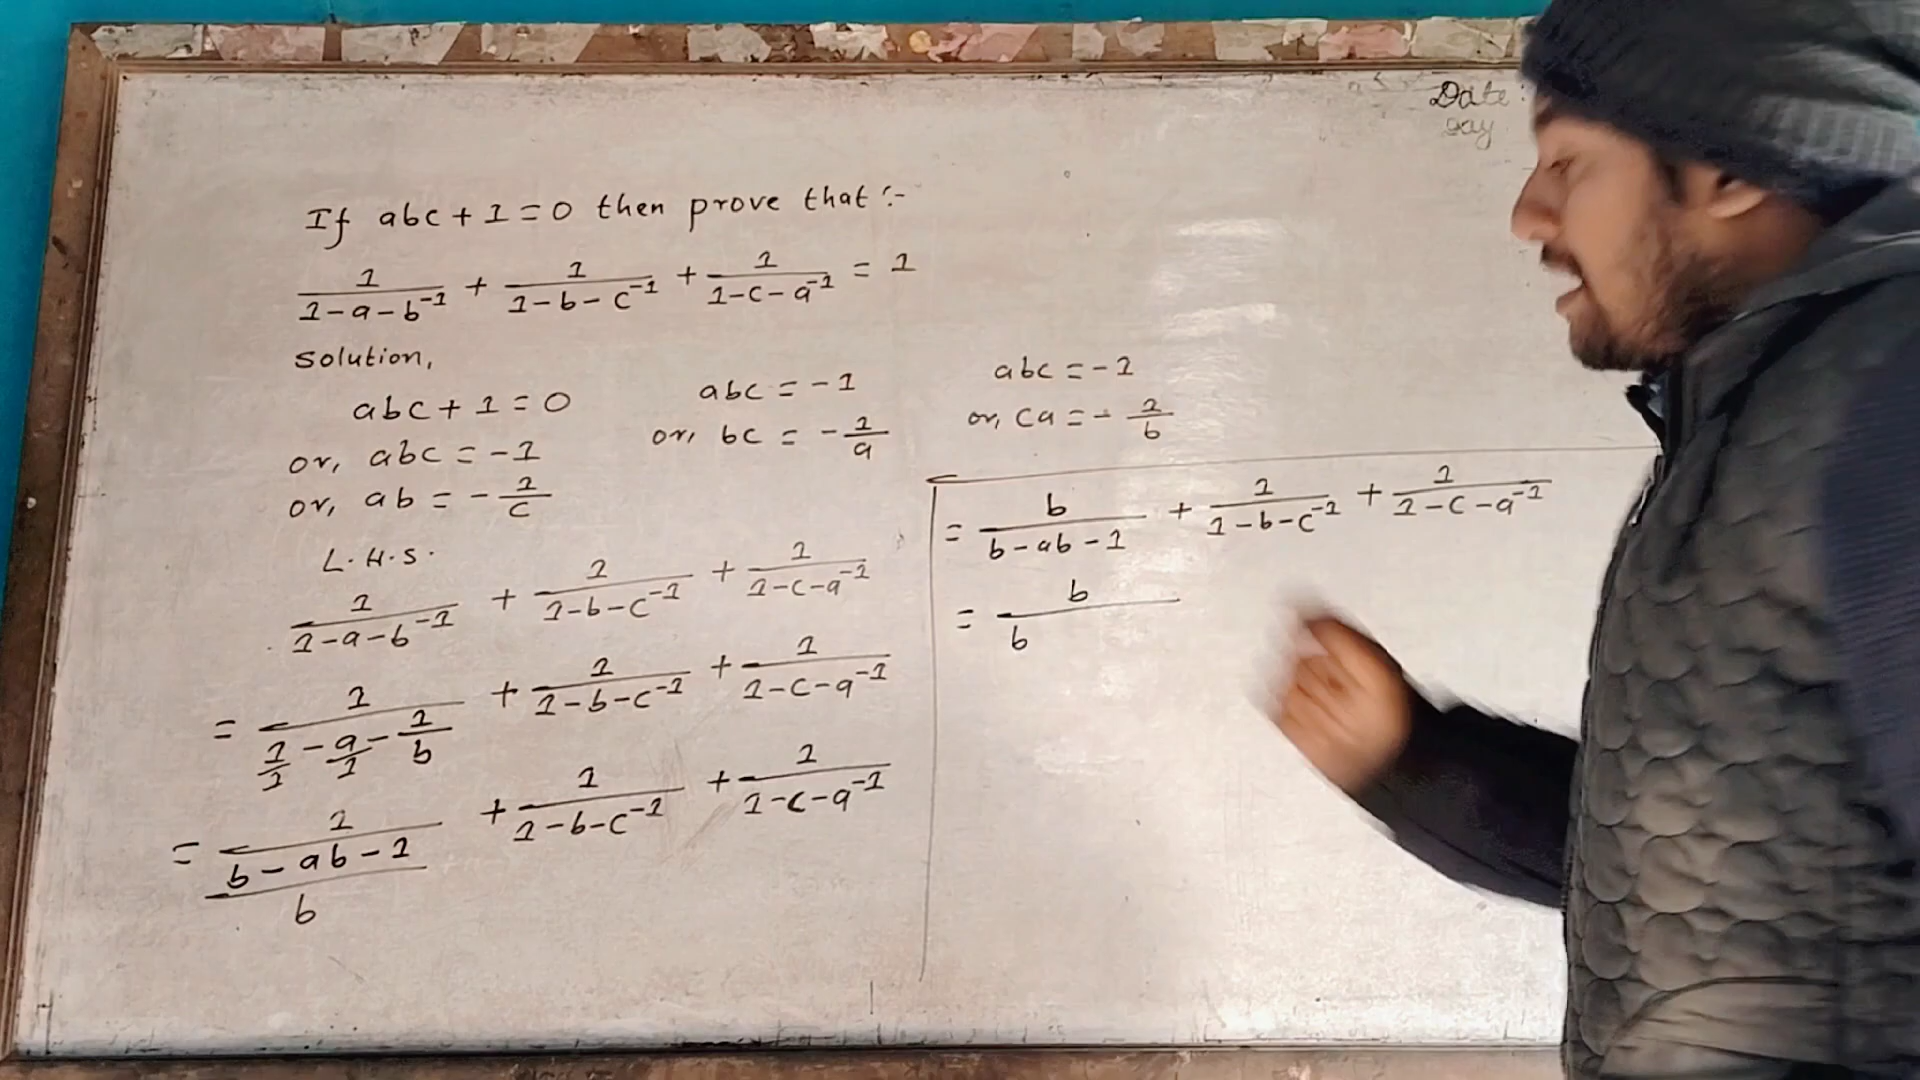 If abc + 1 = 0 then prove that :-
1/(1-a-b⁻¹) + 1/(1-b-c⁻¹) + 1/(1-c-a⁻¹) = 1
Solution,
abc + 1 = 0
or, abc = -1
or, ab = - 1/c
abc = -1
or, bc = - 1/a
abc = -1
or, ca = - 1/b
L.H.S.
1/(1-a-b⁻¹) + 1/(1-b-c⁻¹) + 1/(1-c-a⁻¹)
= 1/(1/1 - a/1 - 1/b) + 1/(1-b-c⁻¹) + 1/(1-c-a⁻¹)
= 1/((b-ab-1)/b) + 1/(1-b-c⁻¹) + 1/(1-c-a⁻¹)
= b/(b-ab-1) + 1/(1-b-c⁻¹) + 1/(1-c-a⁻¹)
= b/b
Date:
Day